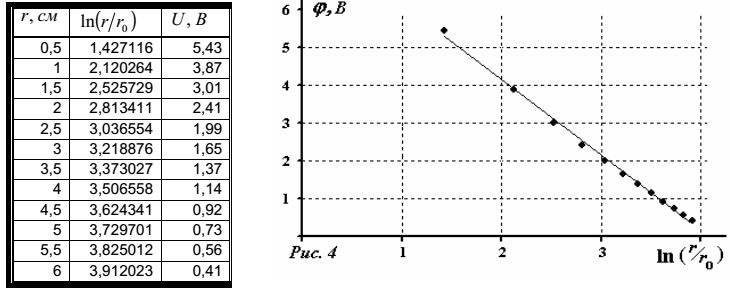 r, см ln(r/r₀) U, В
0,5 1,427116 5,43
1 2,120264 3,87
1,5 2,525729 3,01
2 2,813411 2,41
2,5 3,036554 1,99
3 3,218876 1,65
3,5 3,373027 1,37
4 3,506558 1,14
4,5 3,624341 0,92
5 3,729701 0,73
5,5 3,825012 0,56
6 3,912023 0,41
φ, В
6
5
4
3
2
1
Рис. 4 1 2 3 ln (r/r₀)